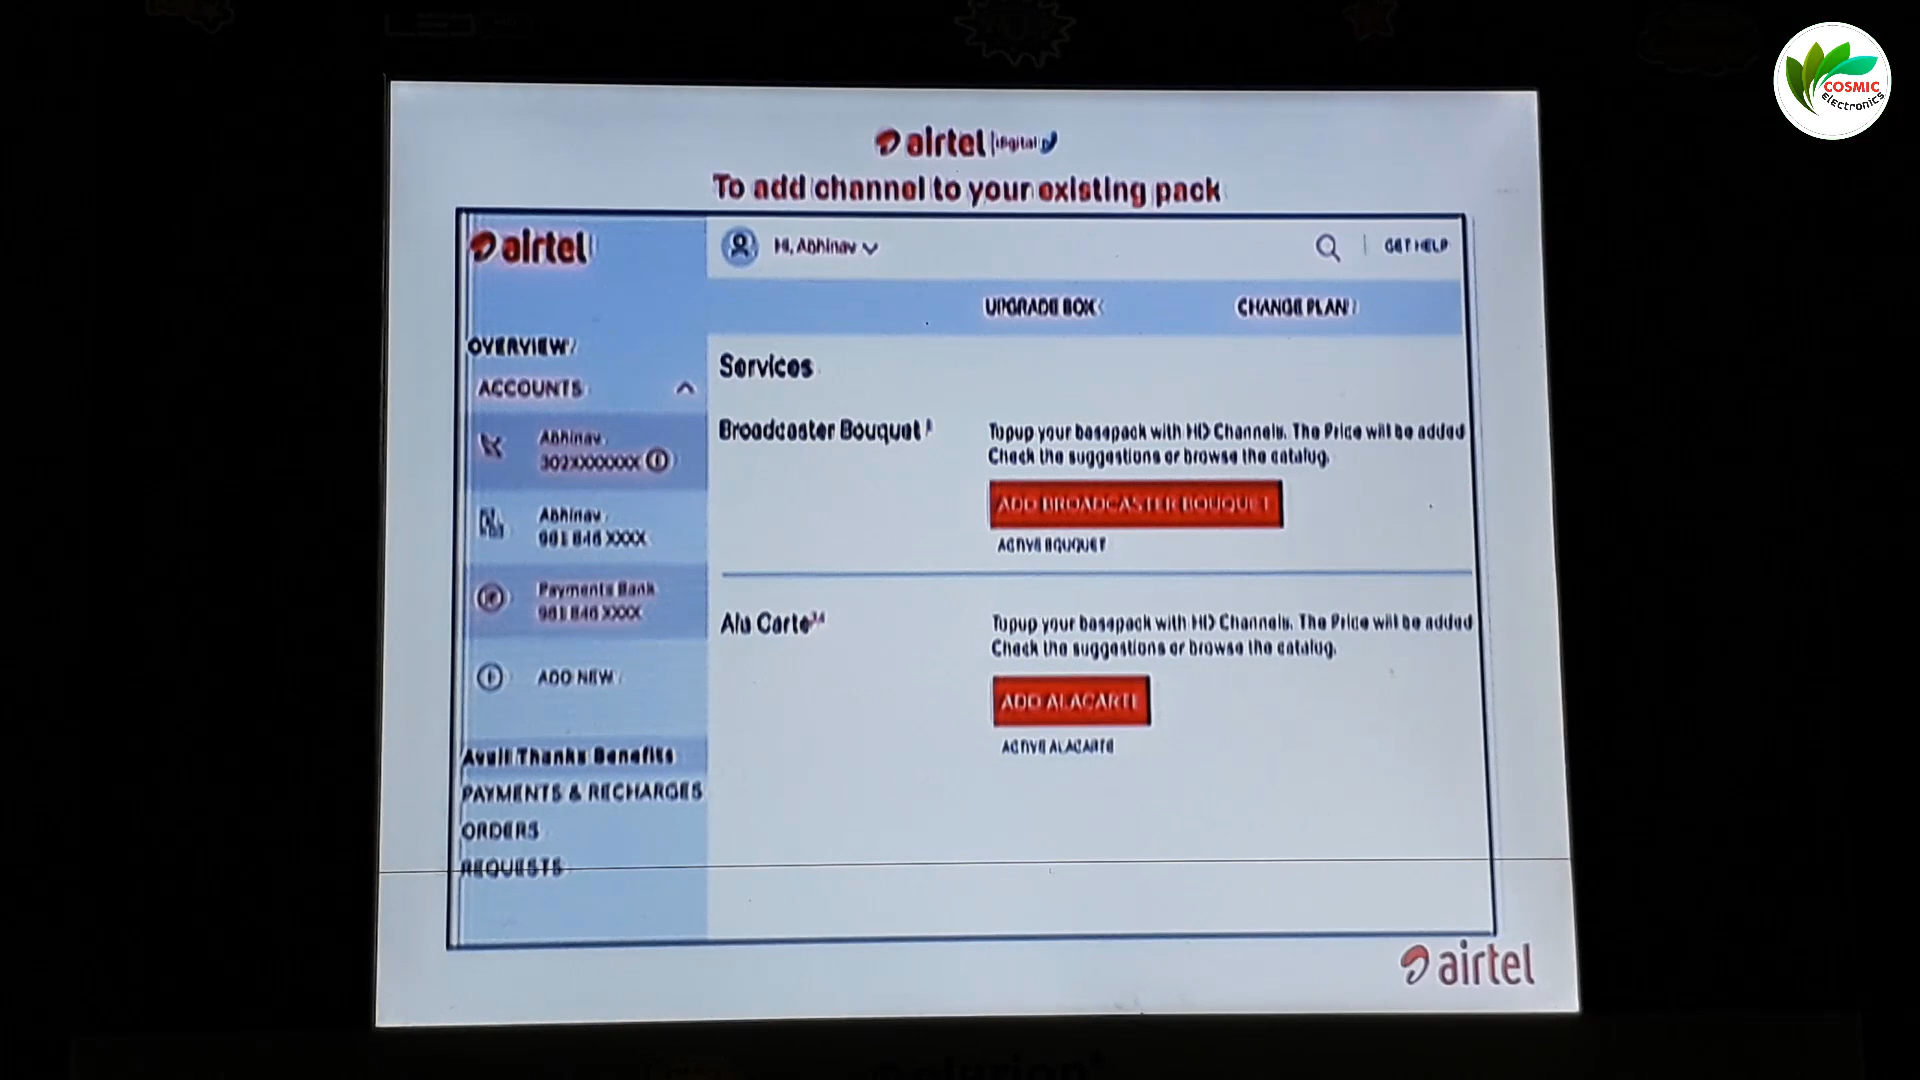 COSMIC
electronics
airtel digital
To add channel to your existing pack
airtel
Hi, Abhinav
GET HELP
UPGRADE BOX
CHANGE PLAN
OVERVIEW
ACCOUNTS
Abhinav
302XXXXXXX
Abhinav
981 846 XXXX
Payments Bank
981 846 XXXX
ADD NEW
Avail Thanks Benefits
PAYMENTS & RECHARGES
ORDERS
REQUESTS
Services
Broadcaster Bouquet
Topup your basepack with HD Channels. The Price will be added
Check the suggestions or browse the catalog.
ADD BROADCASTER BOUQUET
ACTIVE BOUQUET
Ala Carte
Topup your basepack with HD Channels. The Price will be added
Check the suggestions or browse the catalog.
ADD ALACARTE
ACTIVE ALACARTE
airtel